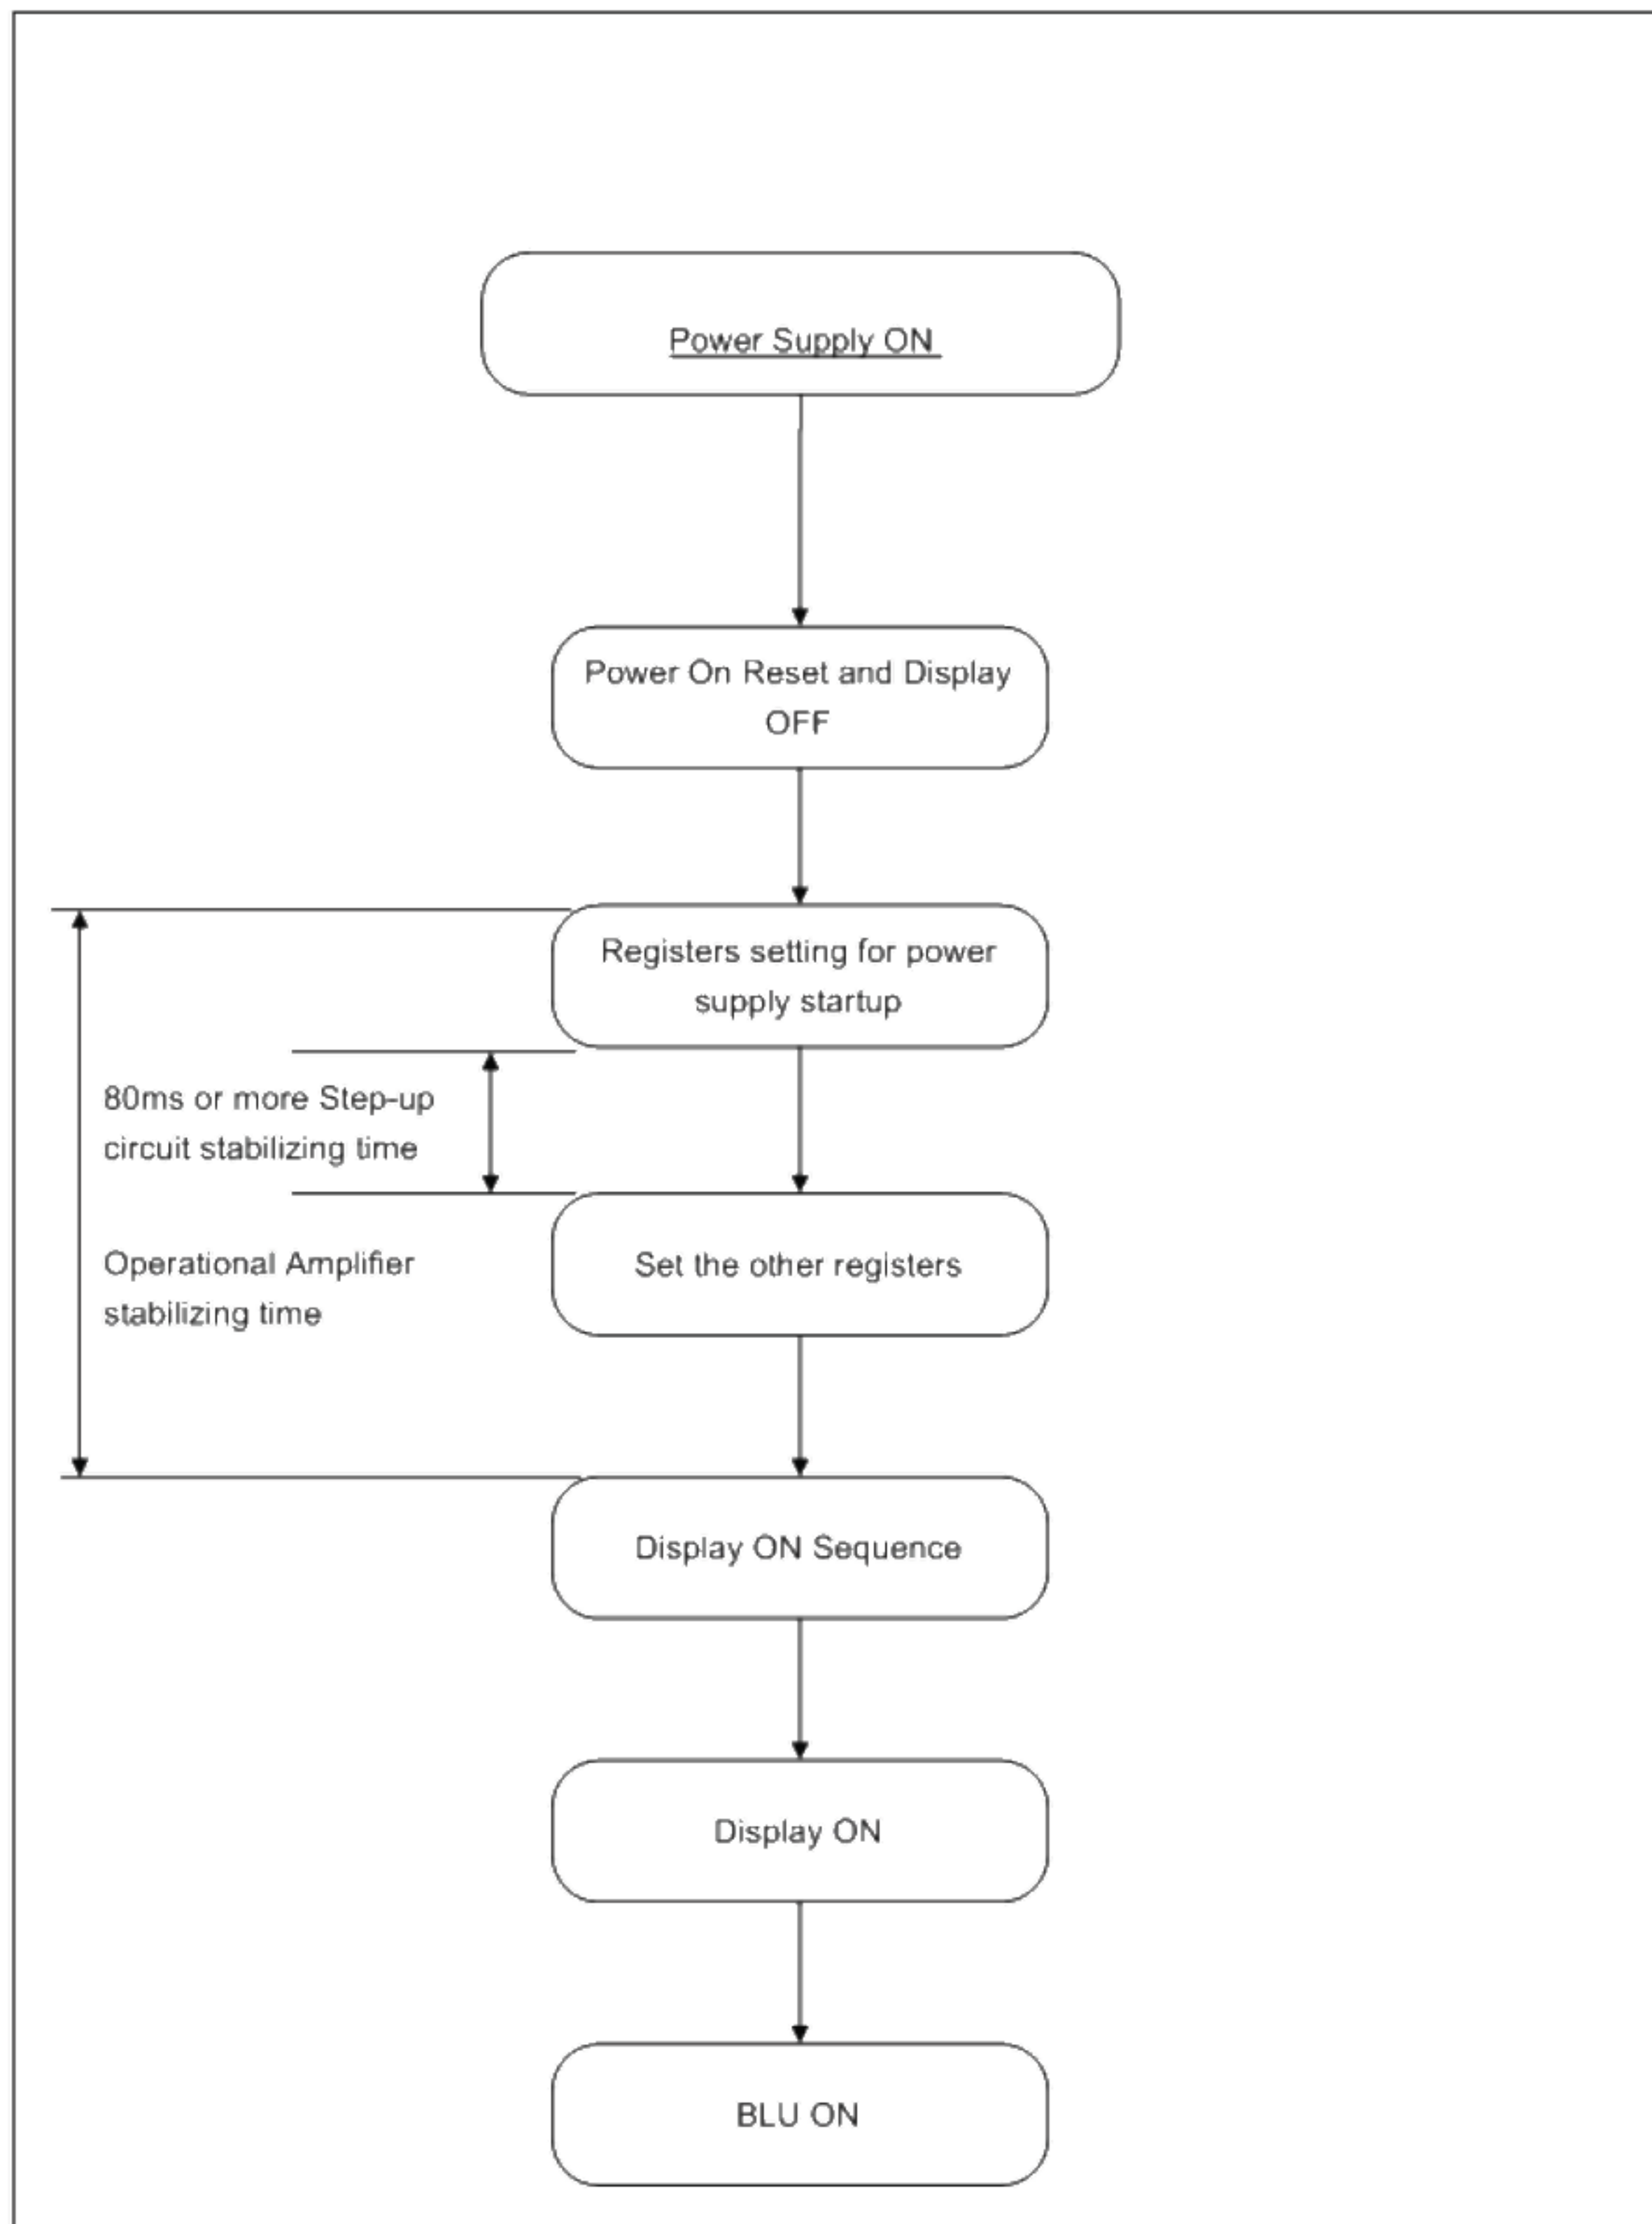 Power Supply ON
Power On Reset and Display
OFF
Registers setting for power
supply startup
80ms or more Step-up
circuit stabilizing time
Operational Amplifier
stabilizing time
Set the other registers
Display ON Sequence
Display ON
BLU ON